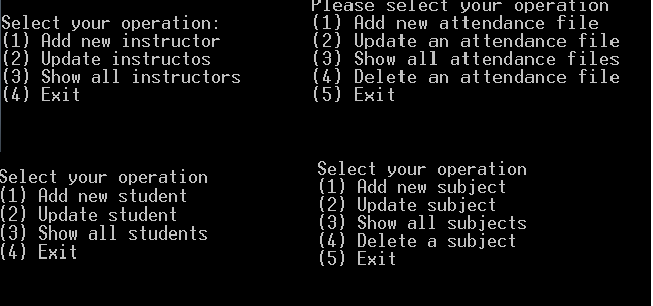 Select your operation:
(1) Add new instructor
(2) Update instructos
(3) Show all instructors
(4) Exit
Please select your operation
(1) Add new attendance file
(2) Update an attendance file
(3) Show all attendance files
(4) Delete an attendance file
(5) Exit
Select your operation
(1) Add new student
(2) Update student
(3) Show all students
(4) Exit
Select your operation
(1) Add new subject
(2) Update subject
(3) Show all subjects
(4) Delete a subject
(5) Exit